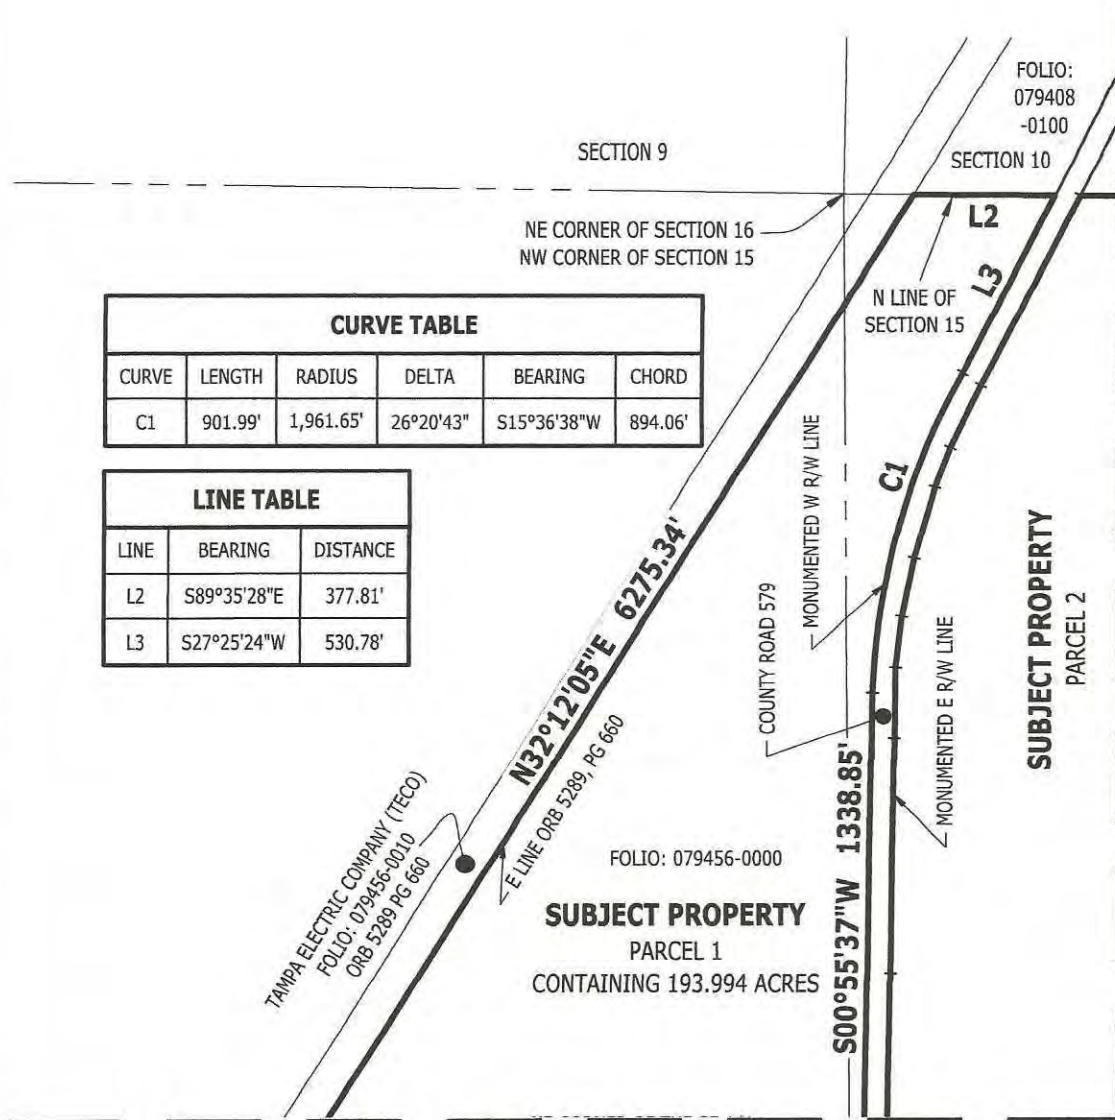 FOLIO:
079408
-0100
SECTION 9
SECTION 10
NE CORNER OF SECTION 16
NW CORNER OF SECTION 15
L2
L3
N LINE OF
SECTION 15
CURVE TABLE
CURVE LENGTH RADIUS DELTA BEARING CHORD
C1 901.99' 1,961.65' 26°20'43" S15°36'38"W 894.06'
LINE TABLE
LINE BEARING DISTANCE
L2 S89°35'28"E 377.81'
L3 S27°25'24"W 530.78'
C1
MONUMENTED W R/W LINE
COUNTY ROAD 579
MONUMENTED E R/W LINE
SUBJECT PROPERTY
PARCEL 2
N32°12'05"E 6275.34'
E LINE ORB 5289, PG 660
TAMPA ELECTRIC COMPANY (TECO)
FOLIO: 079456-0010
ORB 5289 PG 660
FOLIO: 079456-0000
SUBJECT PROPERTY
PARCEL 1
CONTAINING 193.994 ACRES
S00°55'37"W 1338.85'